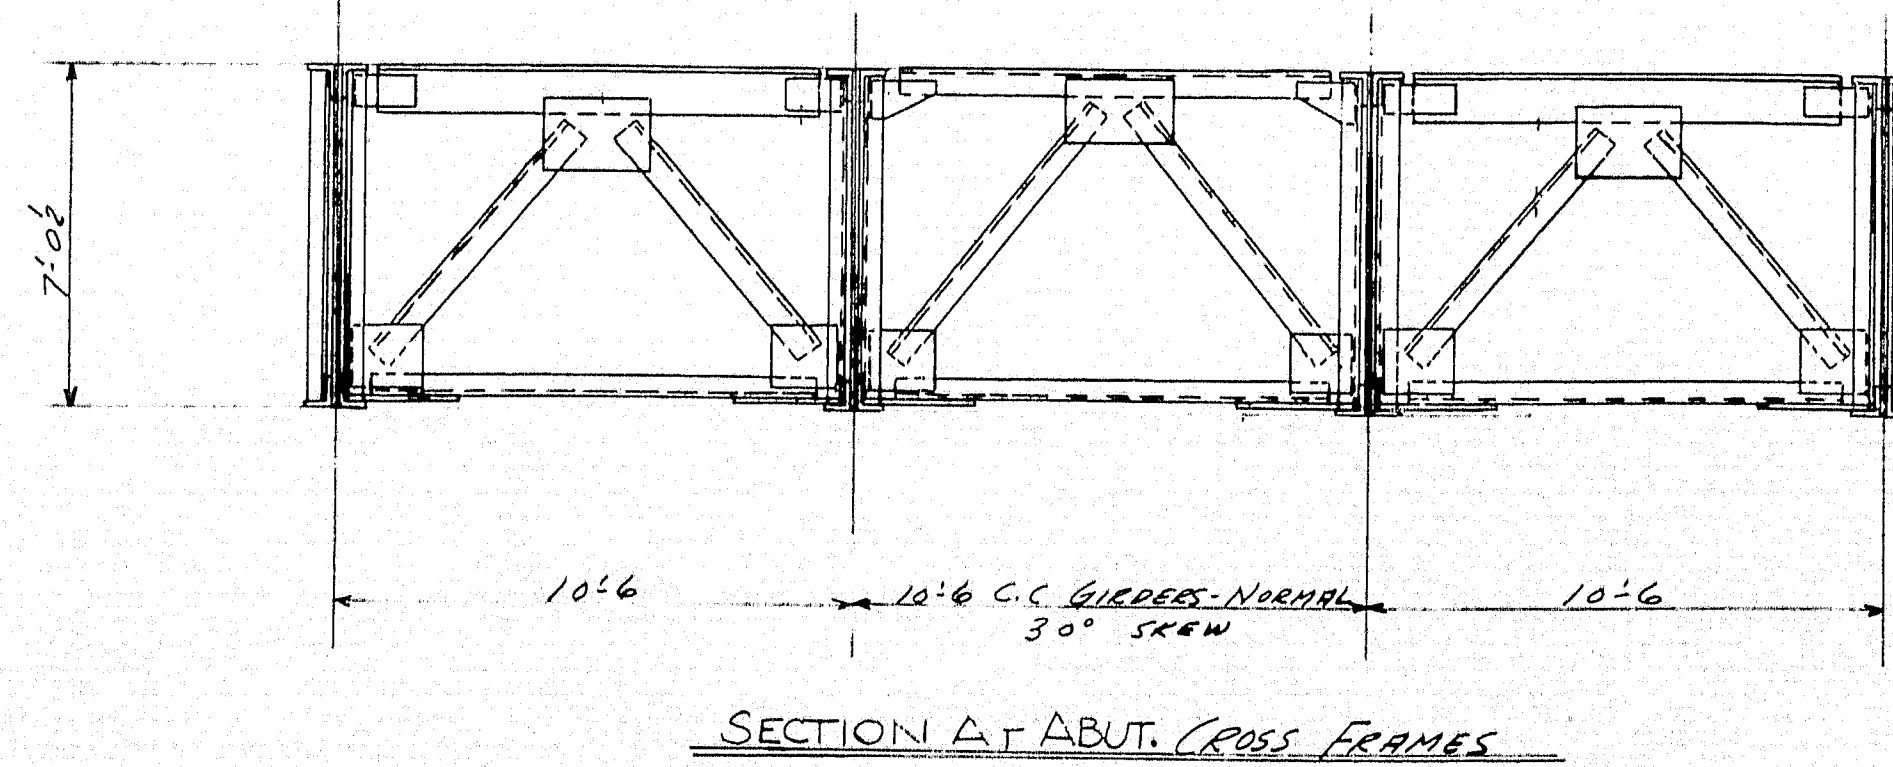 7'-0½
10'-6
10'-6 C.C GIRDERS-NORMAL
30° SKEW
10'-6
SECTION AT ABUT. CROSS FRAMES